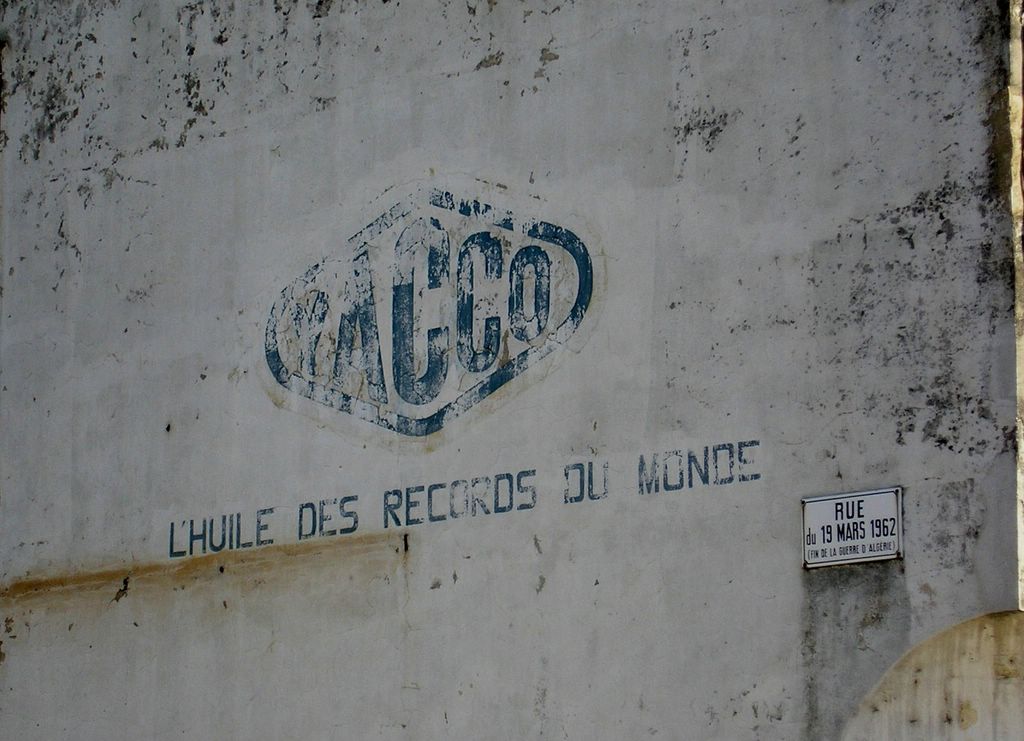 YACCO
L'HUILE DES RECORDS DU MONDE
RUE
du 19 MARS 1962
(FIN DE LA GUERRE D ALGERIE)